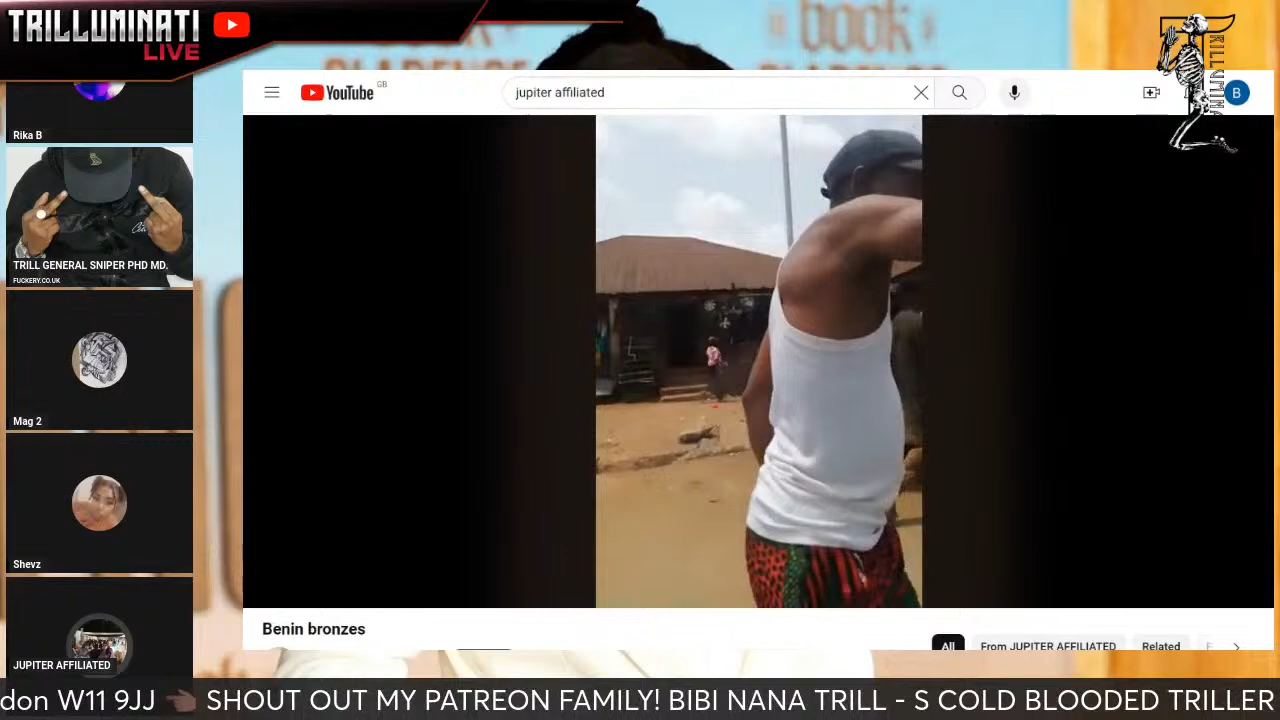 TRILLUMINATI
LIVE
book
YouTube
GB
jupiter affiliated
B
Rika B
TRILL GENERAL SNIPER PHD MD.
FUCKERY.CO.UK
Mag 2
Shevz
JUPITER AFFILIATED
Benin bronzes
All
From JUPITER AFFILIATED
Related
don W11 9JJ
SHOUT OUT MY PATREON FAMILY! BIBI NANA TRILL - S COLD BLOODED TRILLER